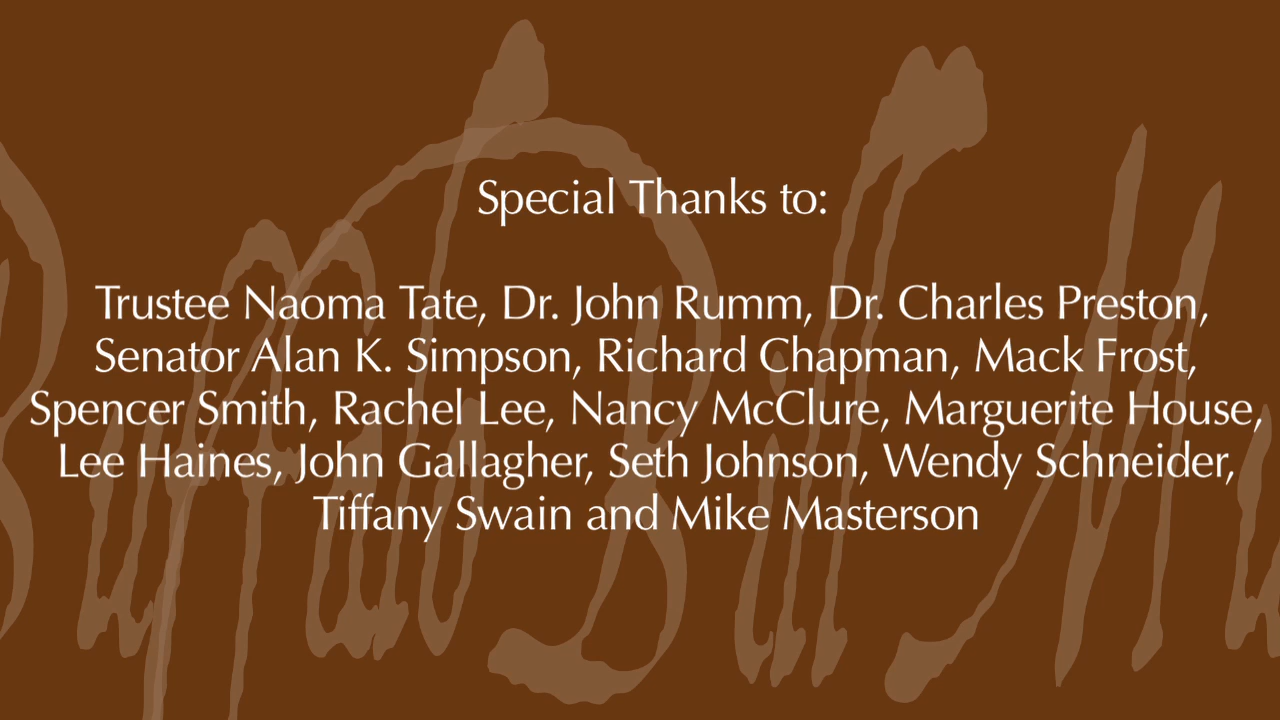 Special Thanks to:
Trustee Naoma Tate, Dr. John Rumm, Dr. Charles Preston,
Senator Alan K. Simpson, Richard Chapman, Mack Frost,
Spencer Smith, Rachel Lee, Nancy McClure, Marguerite House,
Lee Haines, John Gallagher, Seth Johnson, Wendy Schneider,
Tiffany Swain and Mike Masterson
Buffalo Bill